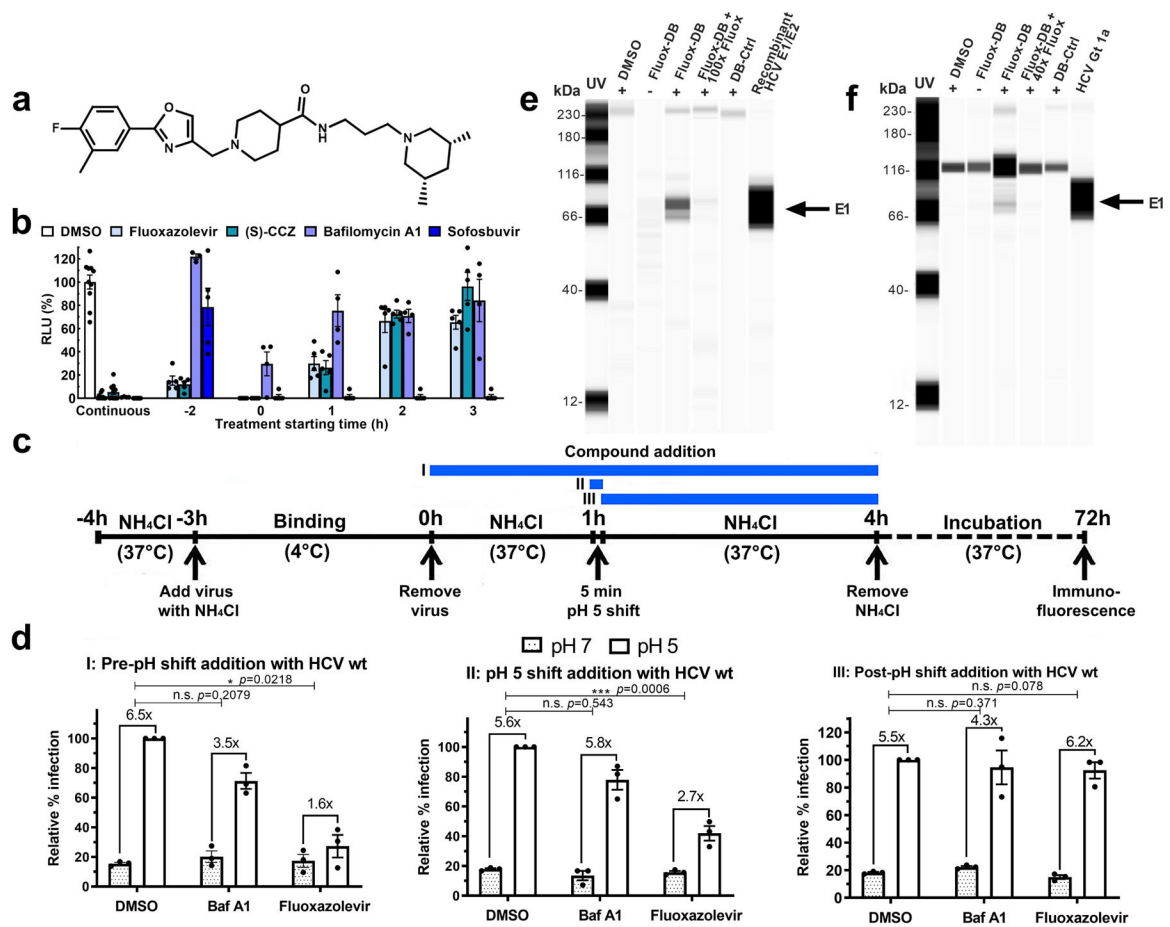 a
F
O
N
N
O
N
H
N
b
DMSO
Fluoxazolevir
(S)-CCZ
Bafilomycin A1
Sofosbuvir
RLU (%)
120
100
80
60
40
20
0
Continuous
-2
0
1
2
3
Treatment starting time (h)
e
kDa
UV
+ DMSO
- Fluox-DB
+ Fluox-DB
+ Fluox-DB +
100x Fluox
+ DB-Ctrl
Recombinant
HCV E1/E2
230-
180-
116-
66-
40-
12-
E1
f
kDa
UV
+ DMSO
- Fluox-DB
+ Fluox-DB
+ Fluox-DB +
40x Fluox
+ DB-Ctrl
HCV Gt 1a
230-
180-
116-
66-
40-
12-
E1
c
Compound addition
I
II
III
-4h
NH₄Cl
(37°C)
-3h
Binding
(4°C)
0h
NH₄Cl
(37°C)
1h
NH₄Cl
(37°C)
4h
Incubation
(37°C)
72h
Add virus
with NH₄Cl
Remove
virus
5 min
pH 5 shift
Remove
NH₄Cl
Immuno-
fluorescence
d
pH 7
pH 5
I: Pre-pH shift addition with HCV wt
* p=0.0218
n.s. p=0.2079
6.5x
3.5x
1.6x
Relative % infection
100
80
60
40
20
0
DMSO
Baf A1
Fluoxazolevir
II: pH 5 shift addition with HCV wt
*** p=0.0006
n.s. p=0.543
5.6x
5.8x
2.7x
Relative % infection
100
80
60
40
20
0
DMSO
Baf A1
Fluoxazolevir
III: Post-pH shift addition with HCV wt
n.s. p=0.078
n.s. p=0.371
5.5x
4.3x
6.2x
Relative % infection
120
100
80
60
40
20
0
DMSO
Baf A1
Fluoxazolevir